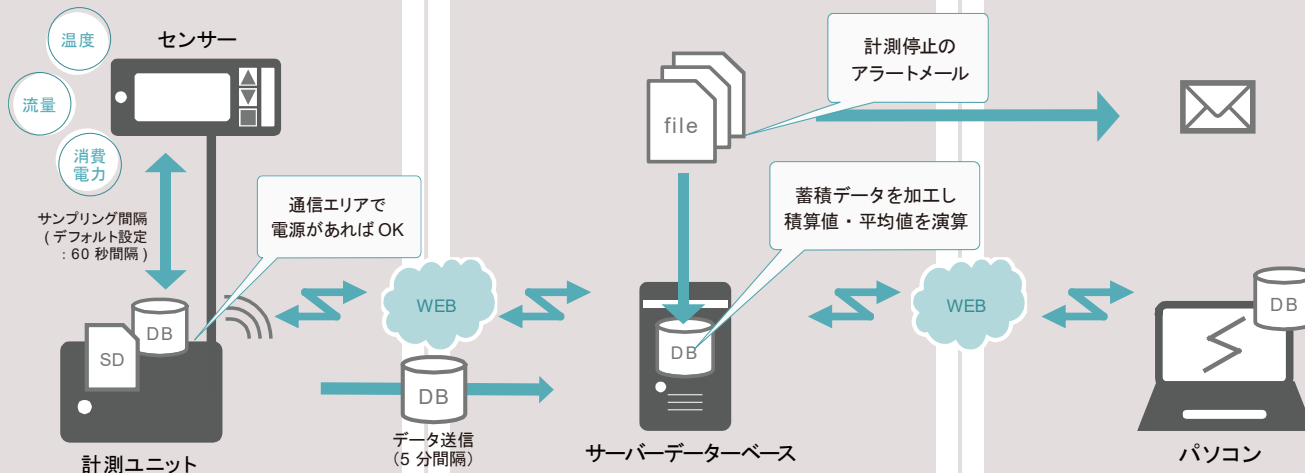 温度
センサー
流量
消費
電力
サンプリング間隔
( デフォルト設定
: 60 秒間隔 )
通信エリアで
電源があれば OK
SD
DB
計測ユニット
WEB
DB
データ送信
（5 分間隔）
file
計測停止の
アラートメール
蓄積データを加工し
積算値・平均値を演算
DB
サーバーデーターベース
WEB
DB
パソコン